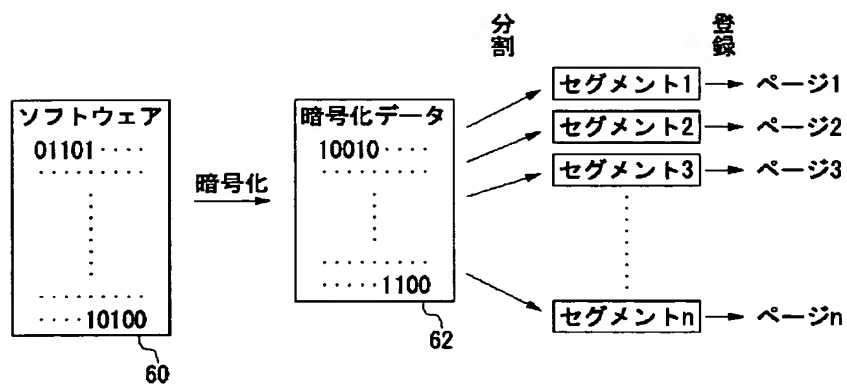 ソフトウェア
01101‥‥
‥‥10100
60
暗号化
暗号化データ
10010‥‥
‥‥‥1100
62
分割
登録
セグメント1 ページ1
セグメント2 ページ2
セグメント3 ページ3
セグメントn ページn